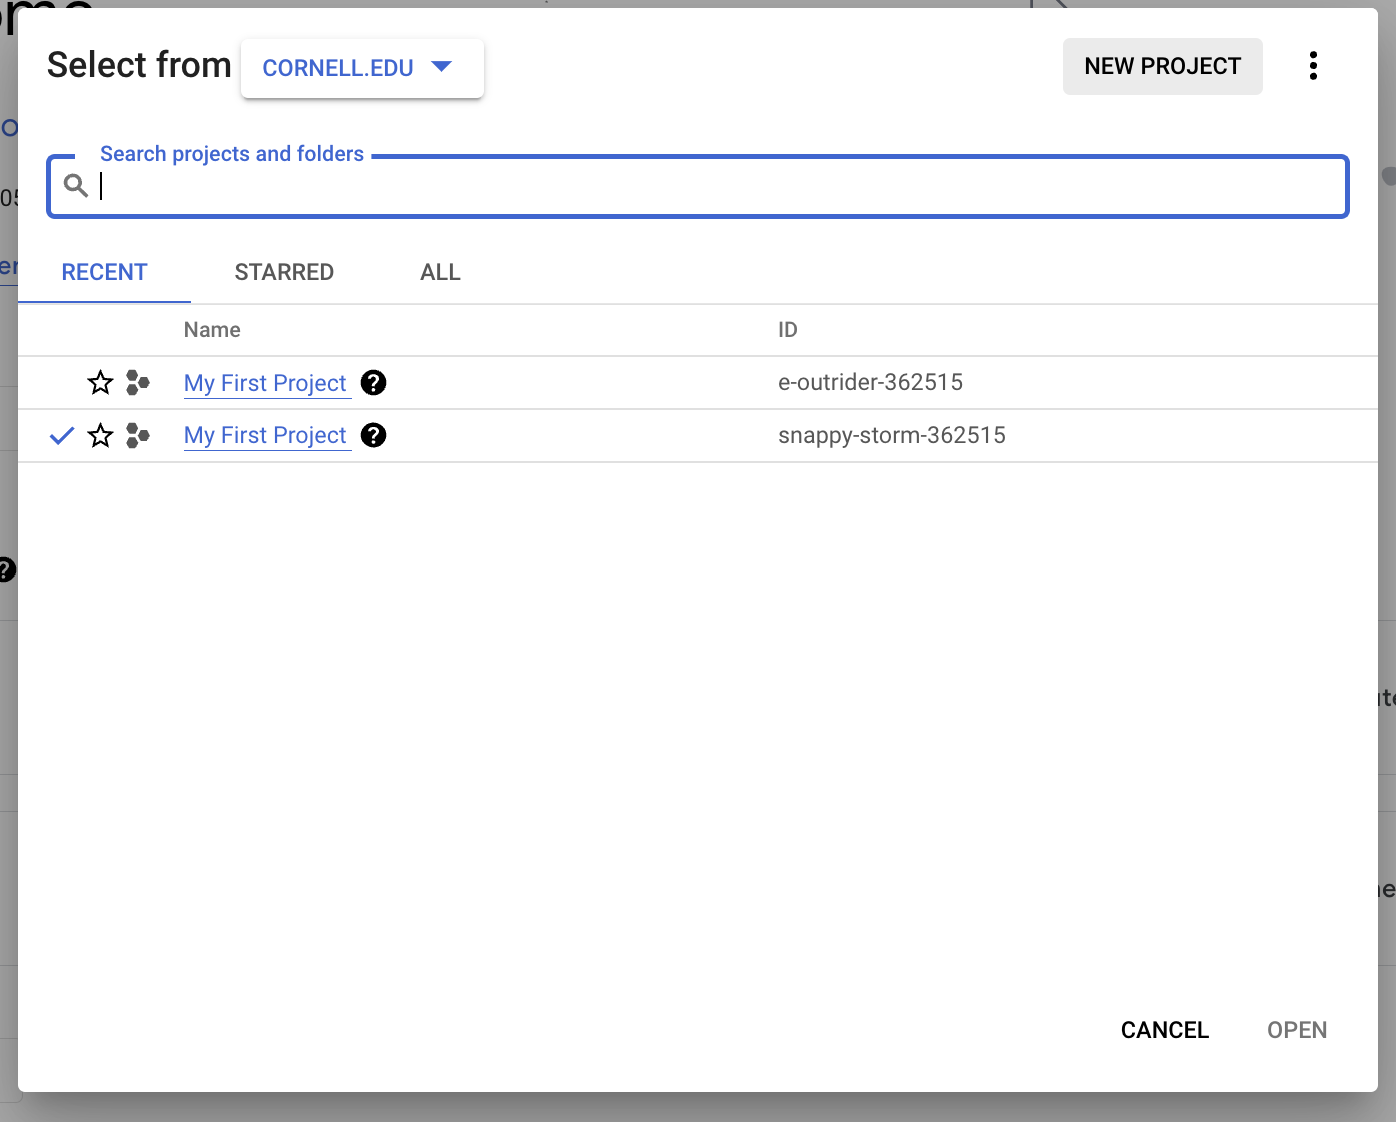 Select from CORNELL.EDU NEW PROJECT
Search projects and folders
RECENT STARRED ALL
Name ID
My First Project ? e-outrider-362515
My First Project ? snappy-storm-362515
CANCEL OPEN